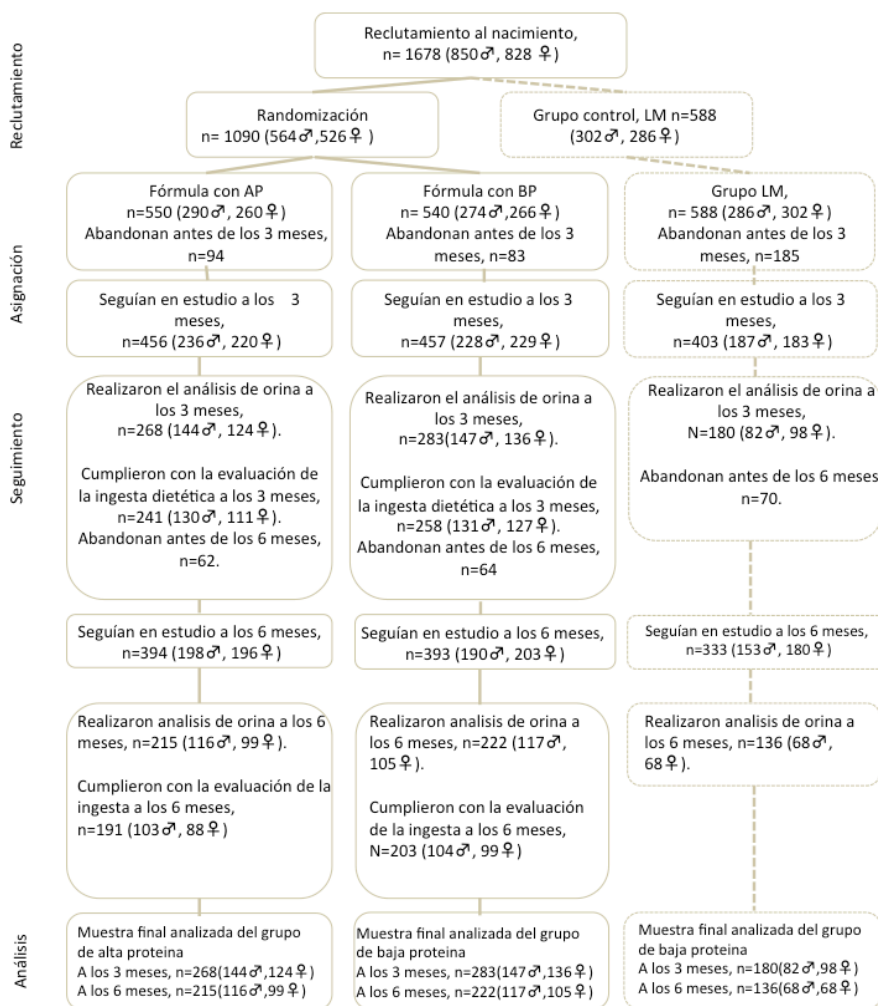 Reclutamiento
Reclutamiento al nacimiento,
n= 1678 (850♂, 828 ♀)
Randomización
n= 1090 (564♂,526♀ )
Grupo control, LM n=588
(302♂, 286♀)
Asignación
Fórmula con AP
n=550 (290♂, 260♀)
Abandonan antes de los 3 meses,
n=94
Fórmula con BP
n= 540 (274♂,266♀)
Abandonan antes de los 3
meses, n=83
Grupo LM,
n= 588 (286♂, 302♀)
Abandonan antes de los 3
meses, n=185
Seguían en estudio a los 3
meses,
n=456 (236♂, 220♀)
Seguían en estudio a los 3
meses,
n=457 (228♂, 229♀)
Seguían en estudio a los 3
meses,
n=403 (187♂, 183♀)
Seguimiento
Realizaron el análisis de orina a
los 3 meses,
n=268 (144♂, 124♀).
Cumplieron con la evaluación de
la ingesta dietética a los 3 meses,
n=241 (130♂, 111♀).
Abandonan antes de los 6 meses,
n=62.
Realizaron el análisis de orina a
los 3 meses,
n=283(147♂, 136♀).
Cumplieron con la evaluación de
la ingesta dietética a los 3 meses,
n=258 (131♂, 127♀).
Abandonan antes de los 6 meses,
n=64
Realizaron el análisis de orina a
los 3 meses,
N=180 (82♂, 98♀).
Abandonan antes de los 6 meses
n=70.
Seguían en estudio a los 6 meses,
n=394 (198♂, 196♀)
Seguían en estudio a los 6 meses,
n=393 (190♂, 203♀)
Seguían en estudio a los 6 meses,
n=333 (153♂, 180♀)
Realizaron analisis de orina a los 6
meses, n=215 (116♂, 99♀).
Cumplieron con la evaluación de la
ingesta a los 6 meses,
n=191 (103♂, 88♀)
Realizaron analisis de orina a
los 6 meses, n=222 (117♂,
105♀).
Cumplieron con la evaluación
de la ingesta a los 6 meses,
N=203 (104♂, 99♀)
Realizaron analisis de orina a
los 6 meses, n=136 (68♂,
68♀).
Análisis
Muestra final analizada del grupo
de alta proteina
A los 3 meses, n=268(144♂,124♀)
A los 6 meses, n=215(116♂,99♀)
Muestra final analizada del grupo
de baja proteina
A los 3 meses, n=283(147♂,136♀)
A los 6 meses, n=222(117♂,105♀)
Muestra final analizada del grupo
de baja proteina
A los 3 meses, n=180(82♂,98♀)
A los 6 meses, n=136(68♂,68♀)